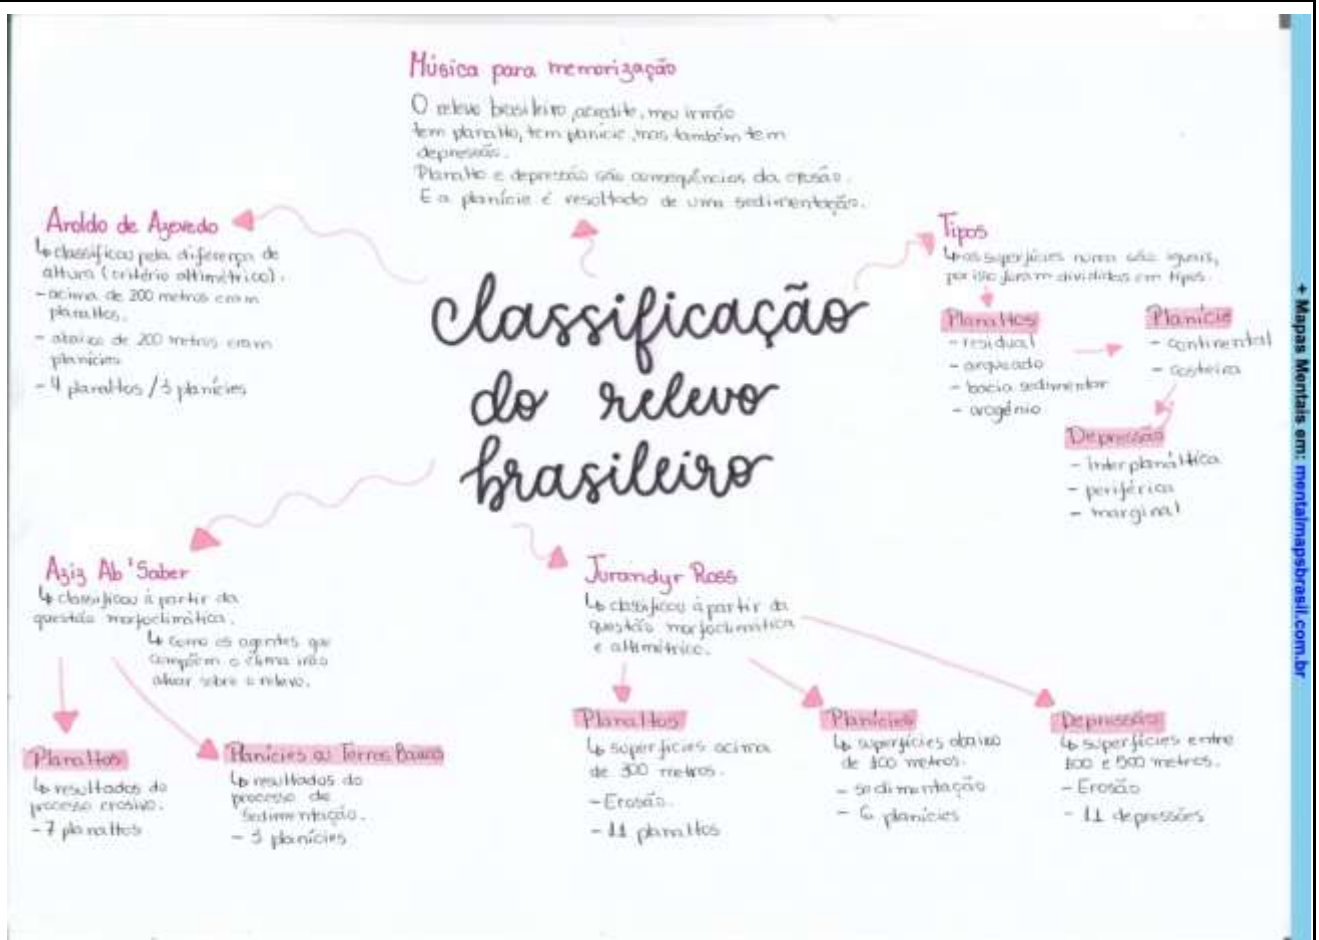 Música para memorização
O relevo brasileiro, acredite, meu irmão
tem planalto, tem planície, mas também tem
depressão.
Planalto e depressão são consequências da erosão.
E a planície é resultado de uma sedimentação.
Aroldo de Azevedo
↳ classificou pela diferença de
altura (critério altimétrico).
- acima de 200 metros eram
planaltos.
- abaixo de 200 metros eram
planícies
- 4 planaltos / 3 planícies
classificação
do relevo
brasileiro
Tipos
↳ as superfícies nunca são iguais,
por isso foram divididas em tipos.
Planaltos
- residual
- arqueado
- bacia sedimentar
- orogênio
Planície
- continental
- costeira
Depressão
- interplanáltica
- periférica
- marginal
Aziz Ab'Saber
↳ classificou à partir da
questão morfoclimática.
↳ como os agentes que
compõem o clima irão
atuar sobre o relevo.
Planaltos
↳ resultados do
processo erosivo.
- 7 planaltos
Planícies ou Terras Baixas
↳ resultados do
processo de
sedimentação.
- 3 planícies
Jurandyr Ross
↳ classificou à partir da
questão morfoclimática
e altimétrico.
Planaltos
↳ superfícies acima
de 300 metros.
- Erosão.
- 11 planaltos
Planícies
↳ superfícies abaixo
de 100 metros.
- sedimentação
- 6 planícies
Depressão
↳ superfícies entre
100 e 500 metros.
- Erosão
- 11 depressões
+ Mapas Mentais em: mentalmapsbrasil.com.br